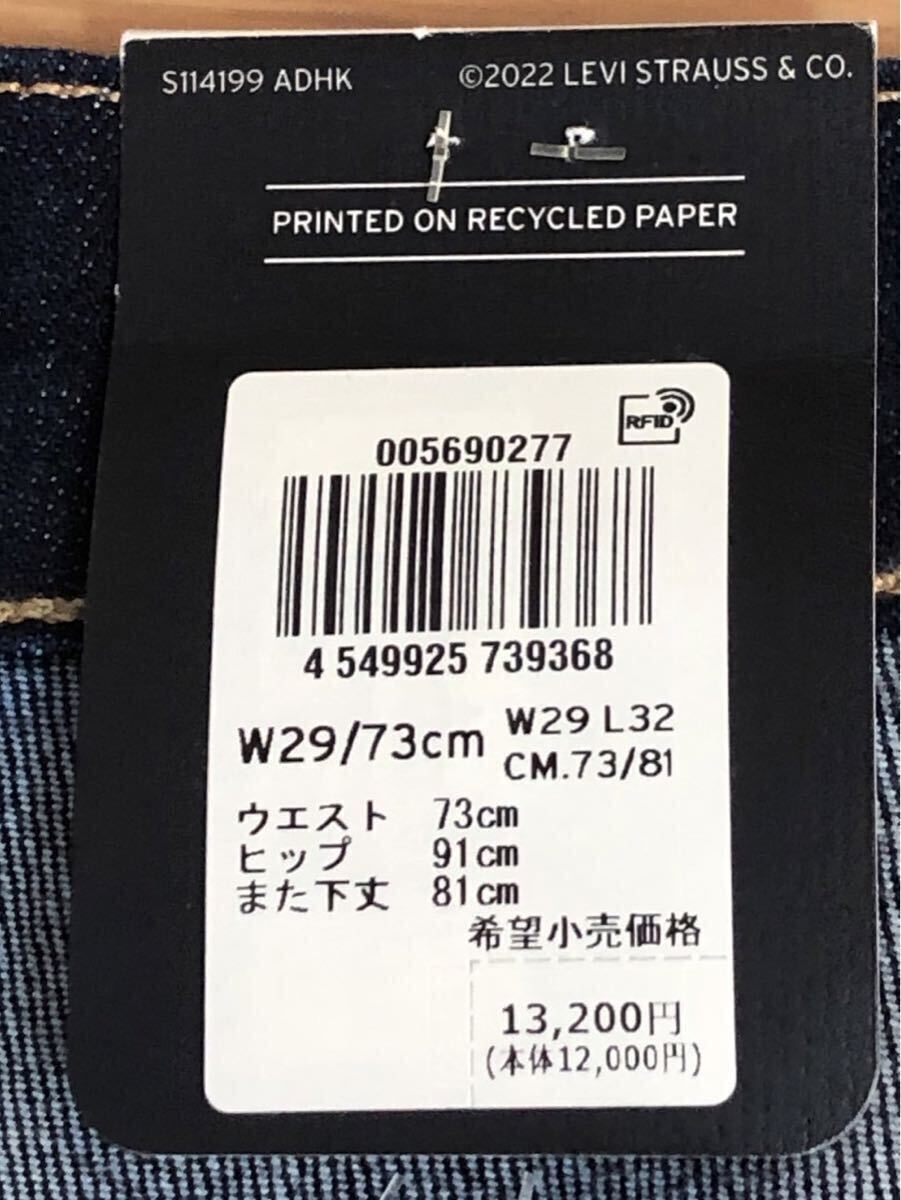 S114199 ADHK ©2022 LEVI STRAUSS & CO.
PRINTED ON RECYCLED PAPER
RFID
005690277
4 549925 739368
W29/73cm
W29 L32
CM.73/81
ウエスト 73cm
ヒップ 91cm
また下丈 81cm
希望小売価格
13,200円
(本体12,000円)